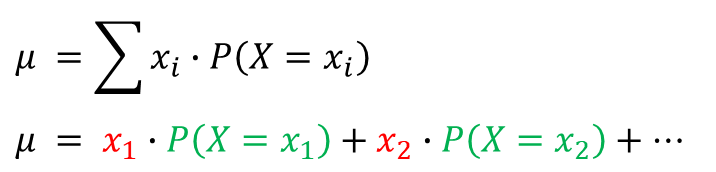 μ = ∑ xᵢ · P(X = xᵢ)
μ = x₁ · P(X = x₁) + x₂ · P(X = x₂) + ⋯